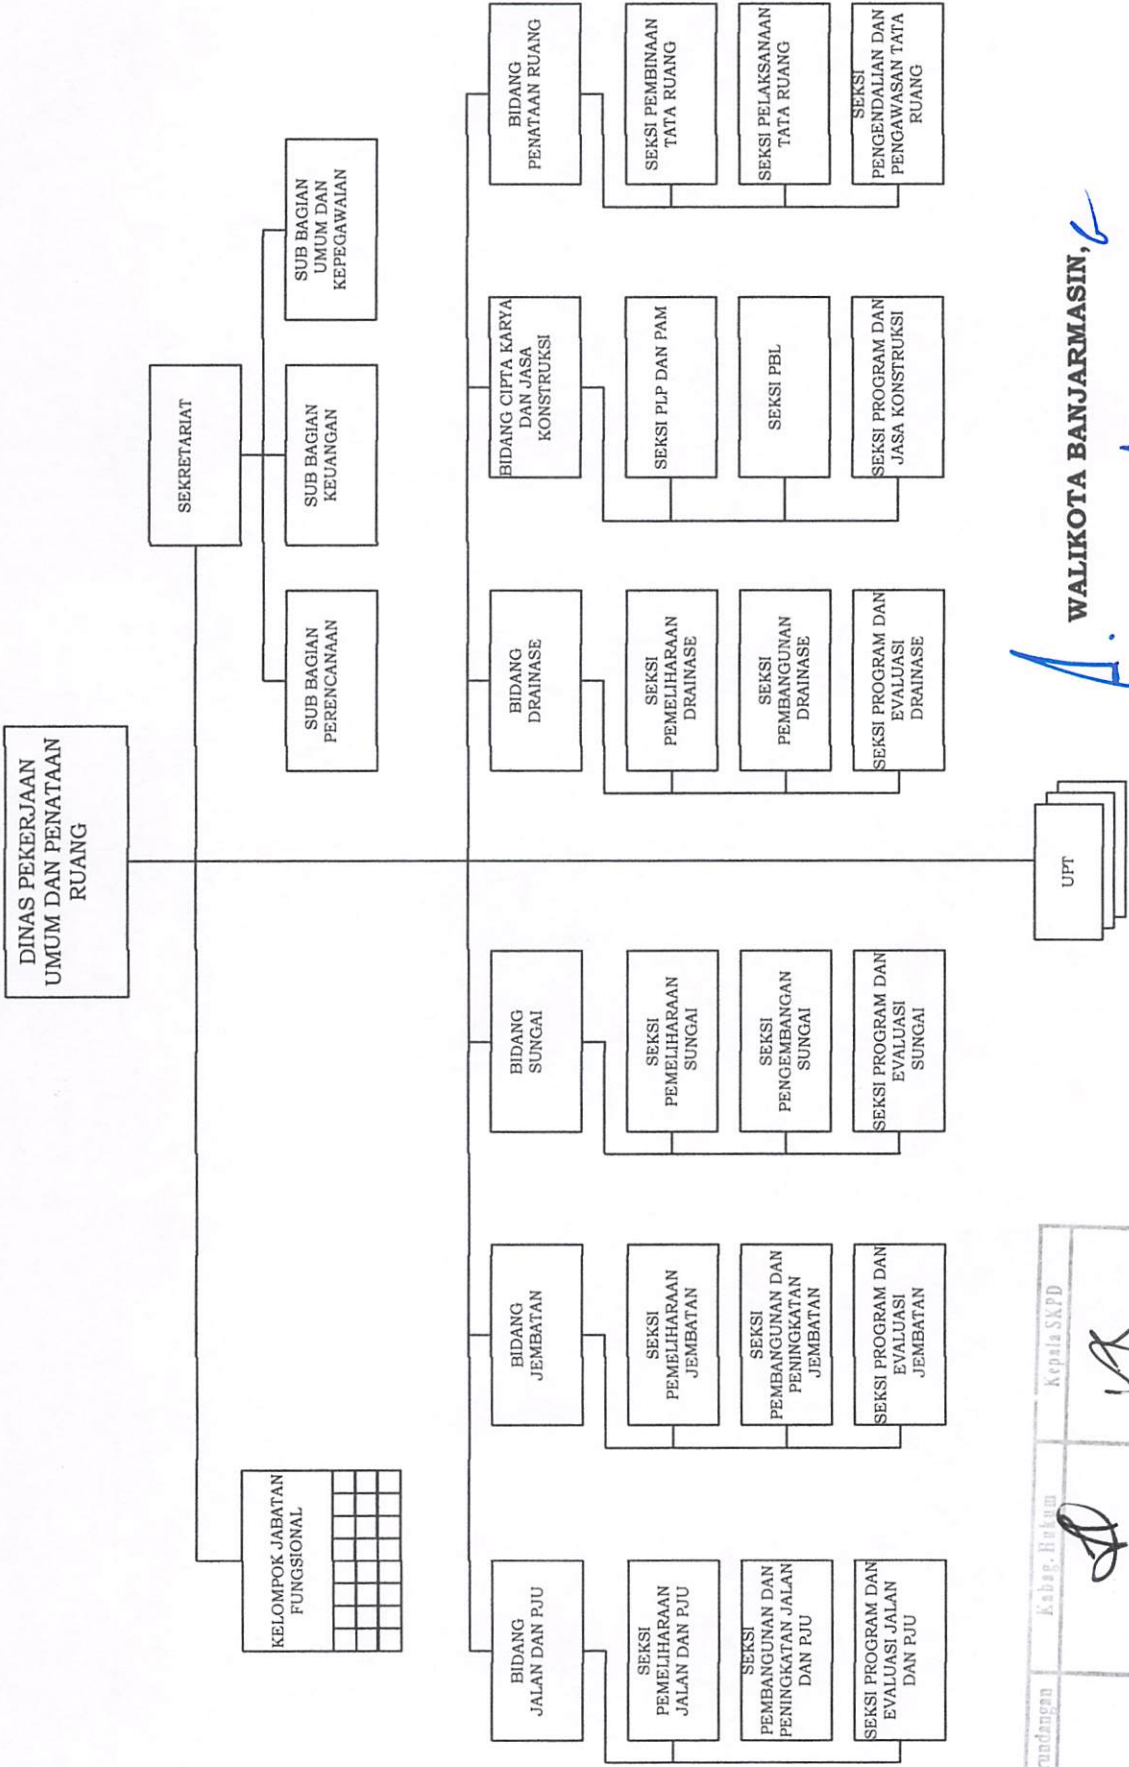 DINAS PEKERJAAN
UMUM DAN PENATAAN
RUANG
SEKRETARIAT
KELOMPOK JABATAN
FUNGSIONAL
SUB BAGIAN
PERENCANAAN
SUB BAGIAN
KEUANGAN
SUB BAGIAN
UMUM DAN
KEPEGAWAIAN
BIDANG
JALAN DAN PJU
SEKSI
PEMELIHARAAN
JALAN DAN PJU
SEKSI
PEMBANGUNAN DAN
PENINGKATAN JALAN
DAN PJU
SEKSI PROGRAM DAN
EVALUASI JALAN
DAN PJU
BIDANG
JEMBATAN
SEKSI
PEMELIHARAAN
JEMBATAN
SEKSI
PEMBANGUNAN DAN
PENINGKATAN
JEMBATAN
SEKSI PROGRAM DAN
EVALUASI
JEMBATAN
BIDANG
SUNGAI
SEKSI
PEMELIHARAAN
SUNGAI
SEKSI
PENGEMBANGAN
SUNGAI
SEKSI PROGRAM DAN
EVALUASI
SUNGAI
BIDANG
DRAINASE
SEKSI
PEMELIHARAAN
DRAINASE
SEKSI
PEMBANGUNAN
DRAINASE
SEKSI PROGRAM DAN
EVALUASI
DRAINASE
BIDANG CIPTA KARYA
DAN JASA
KONSTRUKSI
SEKSI PLP DAN PAM
SEKSI PBL
SEKSI PROGRAM DAN
JASA KONSTRUKSI
BIDANG
PENATAAN RUANG
SEKSI PEMBINAAN
TATA RUANG
SEKSI PELAKSANAAN
TATA RUANG
SEKSI
PENGENDALIAN DAN
PENGAWASAN TATA
RUANG
UPT
WALIKOTA BANJARMASIN,
rundangan Kabag. Hukum Kepala SKPD